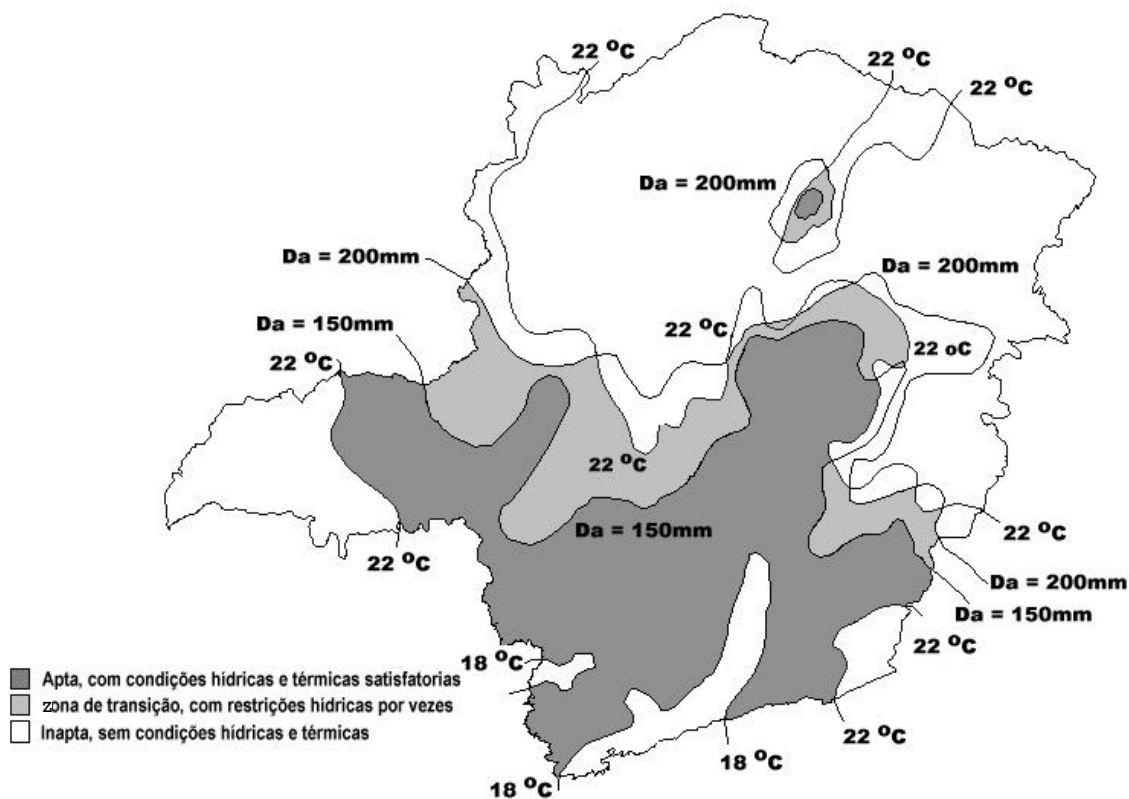 22 ºC
22 ºC
22 ºC
Da = 200mm
Da = 200mm
Da = 200mm
Da = 150mm
22 ºC
22 ºC
22 oC
22 ºC
Da = 150mm
22 ºC
22 ºC
Da = 200mm
Da = 150mm
22 ºC
18 ºC
Apta, com condições hídricas e térmicas satisfatorias
zona de transição, com restrições hídricas por vezes
Inapta, sem condições hídricas e térmicas
22 ºC
18 ºC
18 ºC